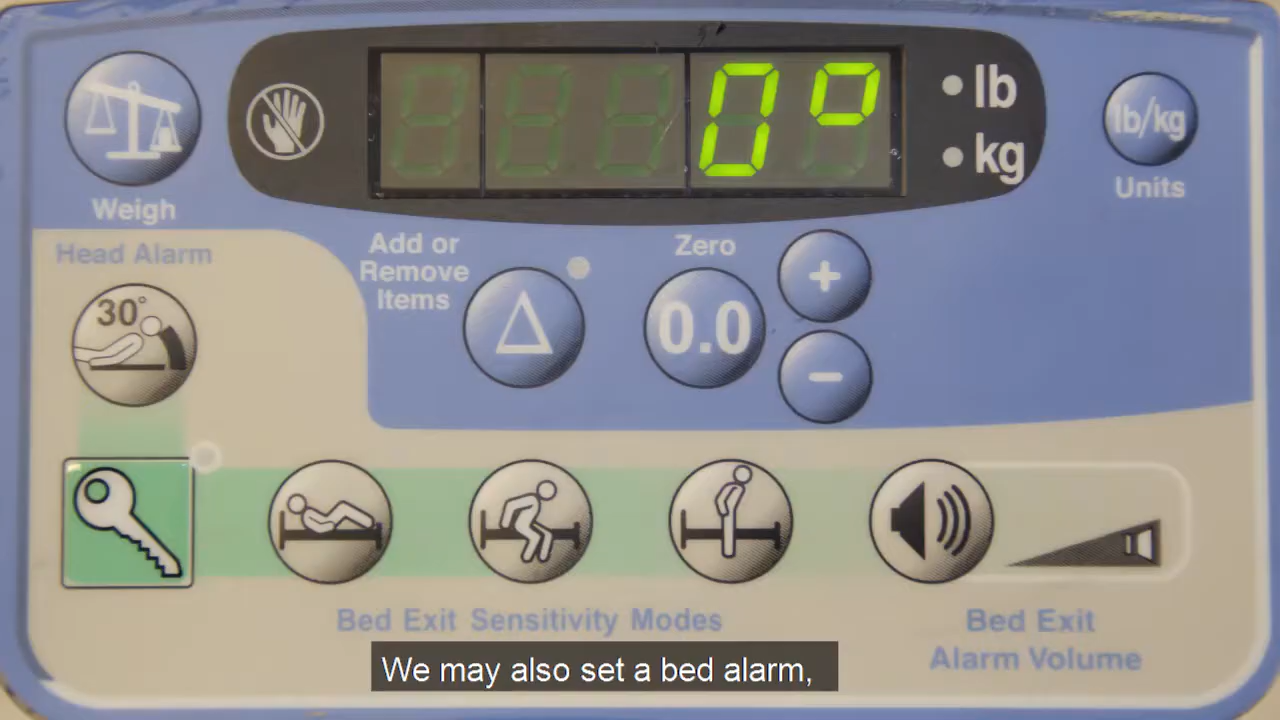 0°
lb
kg
lb/kg
Units
Weigh
Head Alarm
30°
Add or
Remove
Items
Δ
Zero
0.0
+
-
Bed Exit Sensitivity Modes
Bed Exit
Alarm Volume
We may also set a bed alarm,